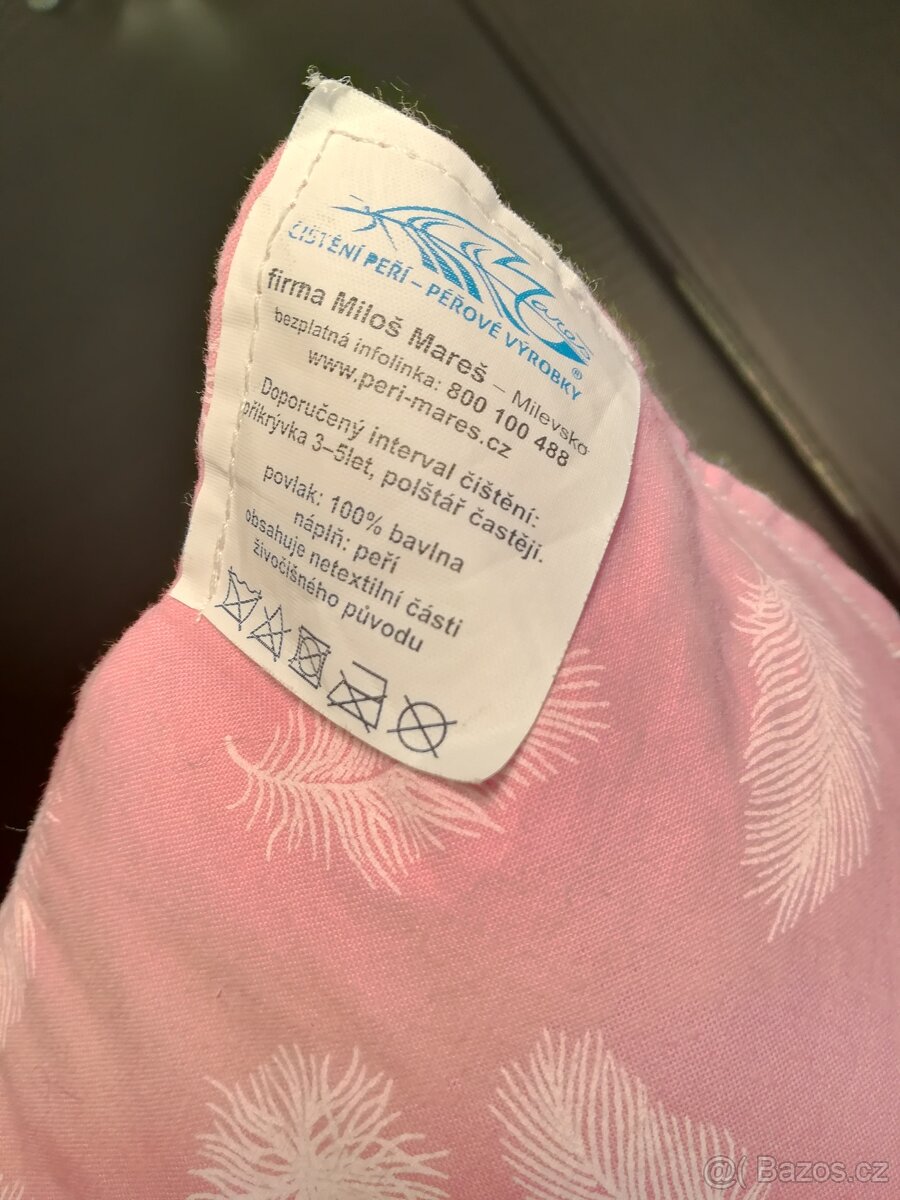 ČIŠTĚNÍ PEŘÍ – PÉŘOVÉ VÝROBKY ®
firma Miloš Mareš – Milevsko
bezplatná infolinka: 800 100 488
www.peri-mares.cz
Doporučený interval čištění:
přikrývka 3–5let, polštář častěji.
povlak: 100% bavlna
náplň: peří
obsahuje netextilní části
živočišného původu
@( Bazos.cz